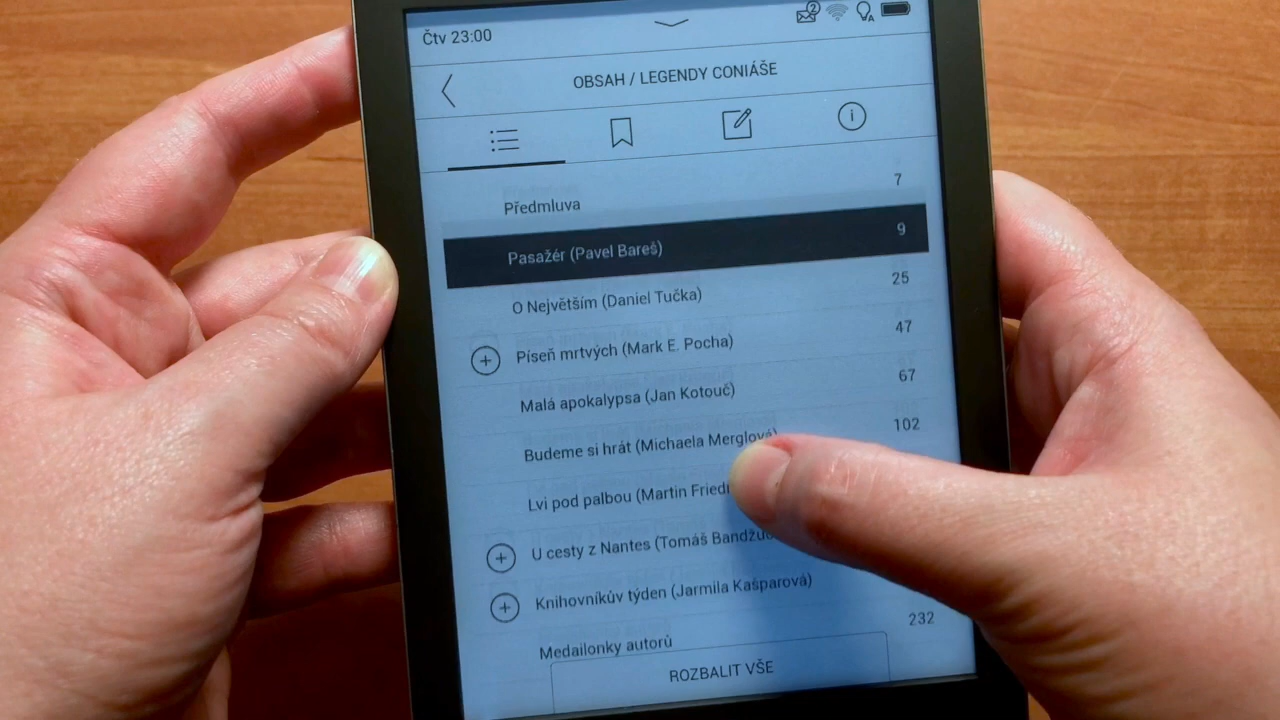 Čtv 23:00
2
A
OBSAH / LEGENDY CONIÁŠE
i
Předmluva 7
Pasažér (Pavel Bareš) 9
O Největším (Daniel Tučka) 25
Píseň mrtvých (Mark E. Pocha) 47
Malá apokalypsa (Jan Kotouč) 67
Budeme si hrát (Michaela Merglová) 102
Lvi pod palbou (Martin
U cesty z Nantes (Tomáš
Knihovníkův týden (Jarmila Kašparová)
Medailonky autorů 232
ROZBALIT VŠE